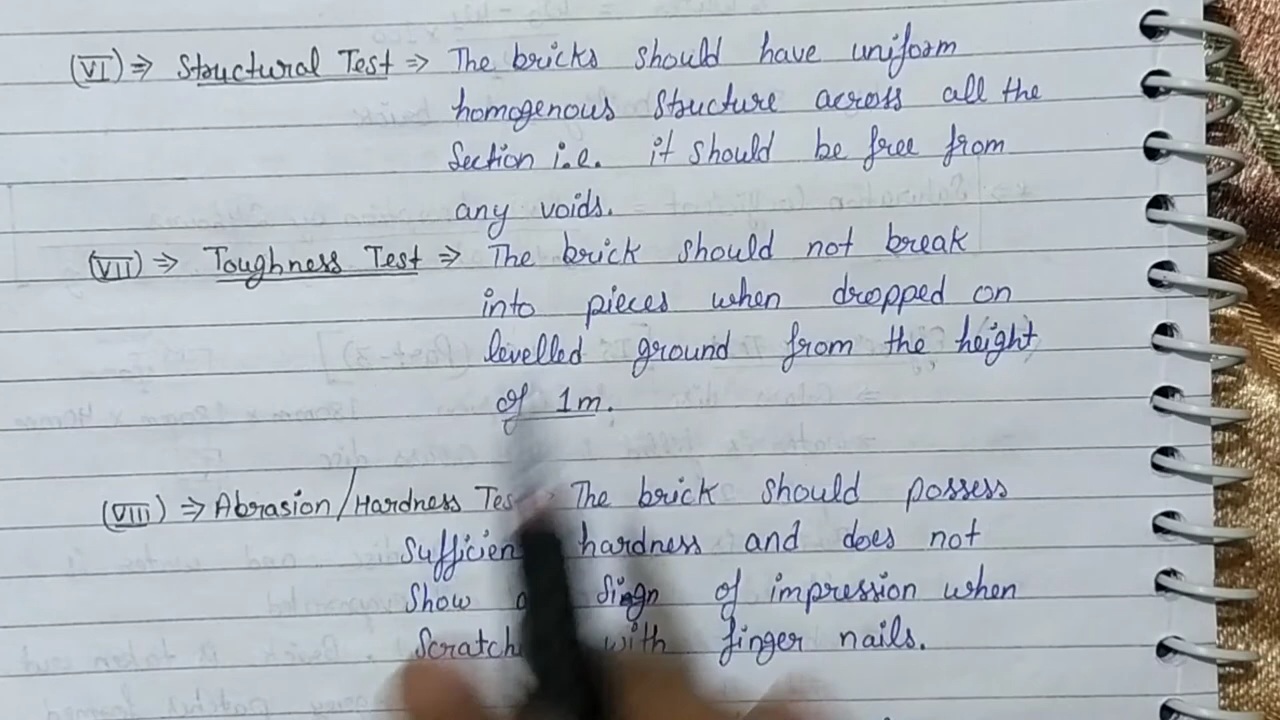 (VI) ⇒ Structural Test ⇒ The bricks should have uniform
homogenous structure across all the
Section i.e. it should be free from
any voids.
(VII) ⇒ Toughness Test ⇒ The brick should not break
into pieces when dropped on
levelled ground from the height
of 1m.
(VIII) ⇒ Abrasion/Hardness Tes The brick should possess
Sufficien hardness and does not
Show Singn of impression when
Scratch with finger nails.